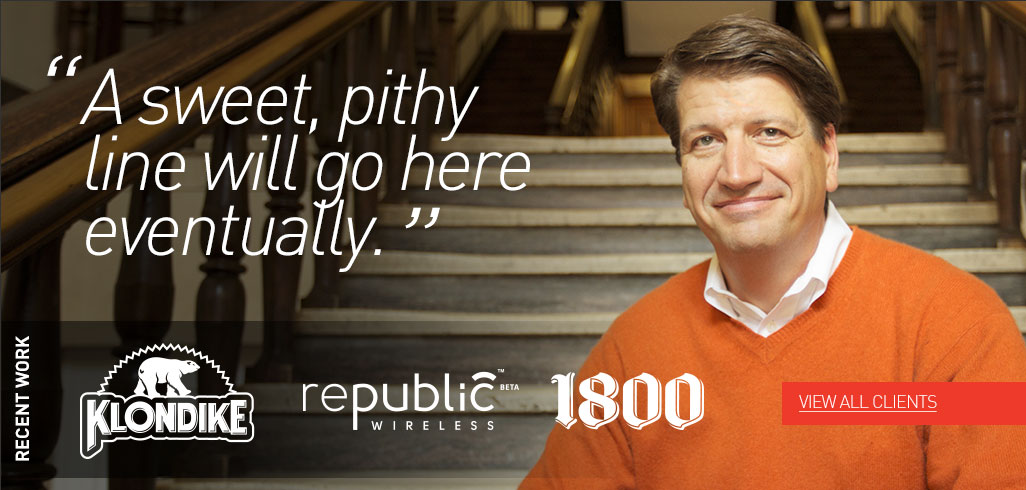 “A sweet, pithy
line will go here
eventually.”
RECENT WORK
KLONDIKE
republic™ BETA
WIRELESS
1800
VIEW ALL CLIENTS